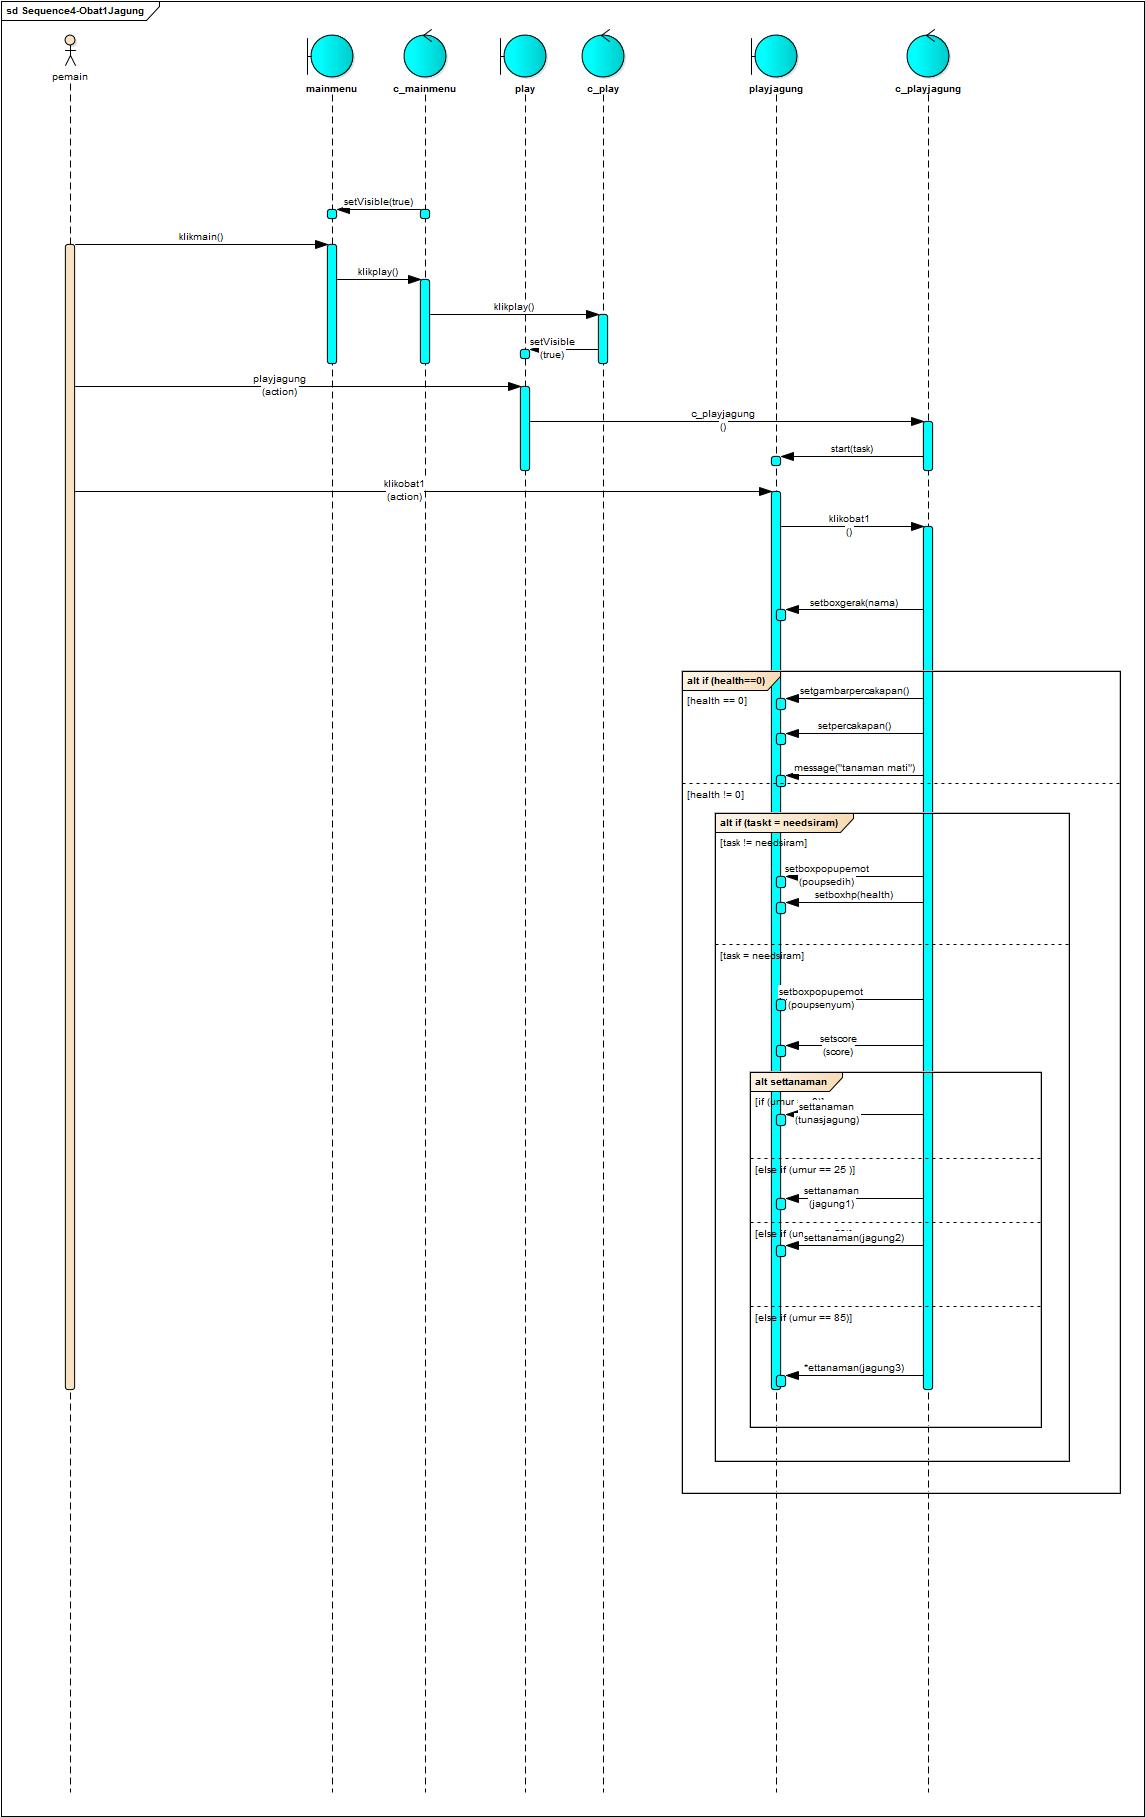 sd Sequence4-Obat1Jagung
pemain
mainmenu
c_mainmenu
play
c_play
playjagung
c_playjagung
setVisible(true)
klikmain()
klikplay()
klikplay()
setVisible
(true)
playjagung
(action)
c_playjagung
()
start(task)
klikobat1
(action)
klikobat1
()
setboxgerak(nama)
alt if (health==0)
[health == 0]
setgambarpercakapan()
setpercakapan()
message("tanaman mati")
[health != 0]
alt if (taskt = needsiram)
[task != needsiram]
setboxpopupemot
(poupsedih)
setboxhp(health)
[task = needsiram]
setboxpopupemot
(poupsenyum)
setscore
(score)
alt settanaman
[if (umur
settanaman
(tunasjagung)
[else if (umur == 25 )]
settanaman
(jagung1)
[else if
settanaman(jagung2)
[else if (umur == 85)]
*ettanaman(jagung3)